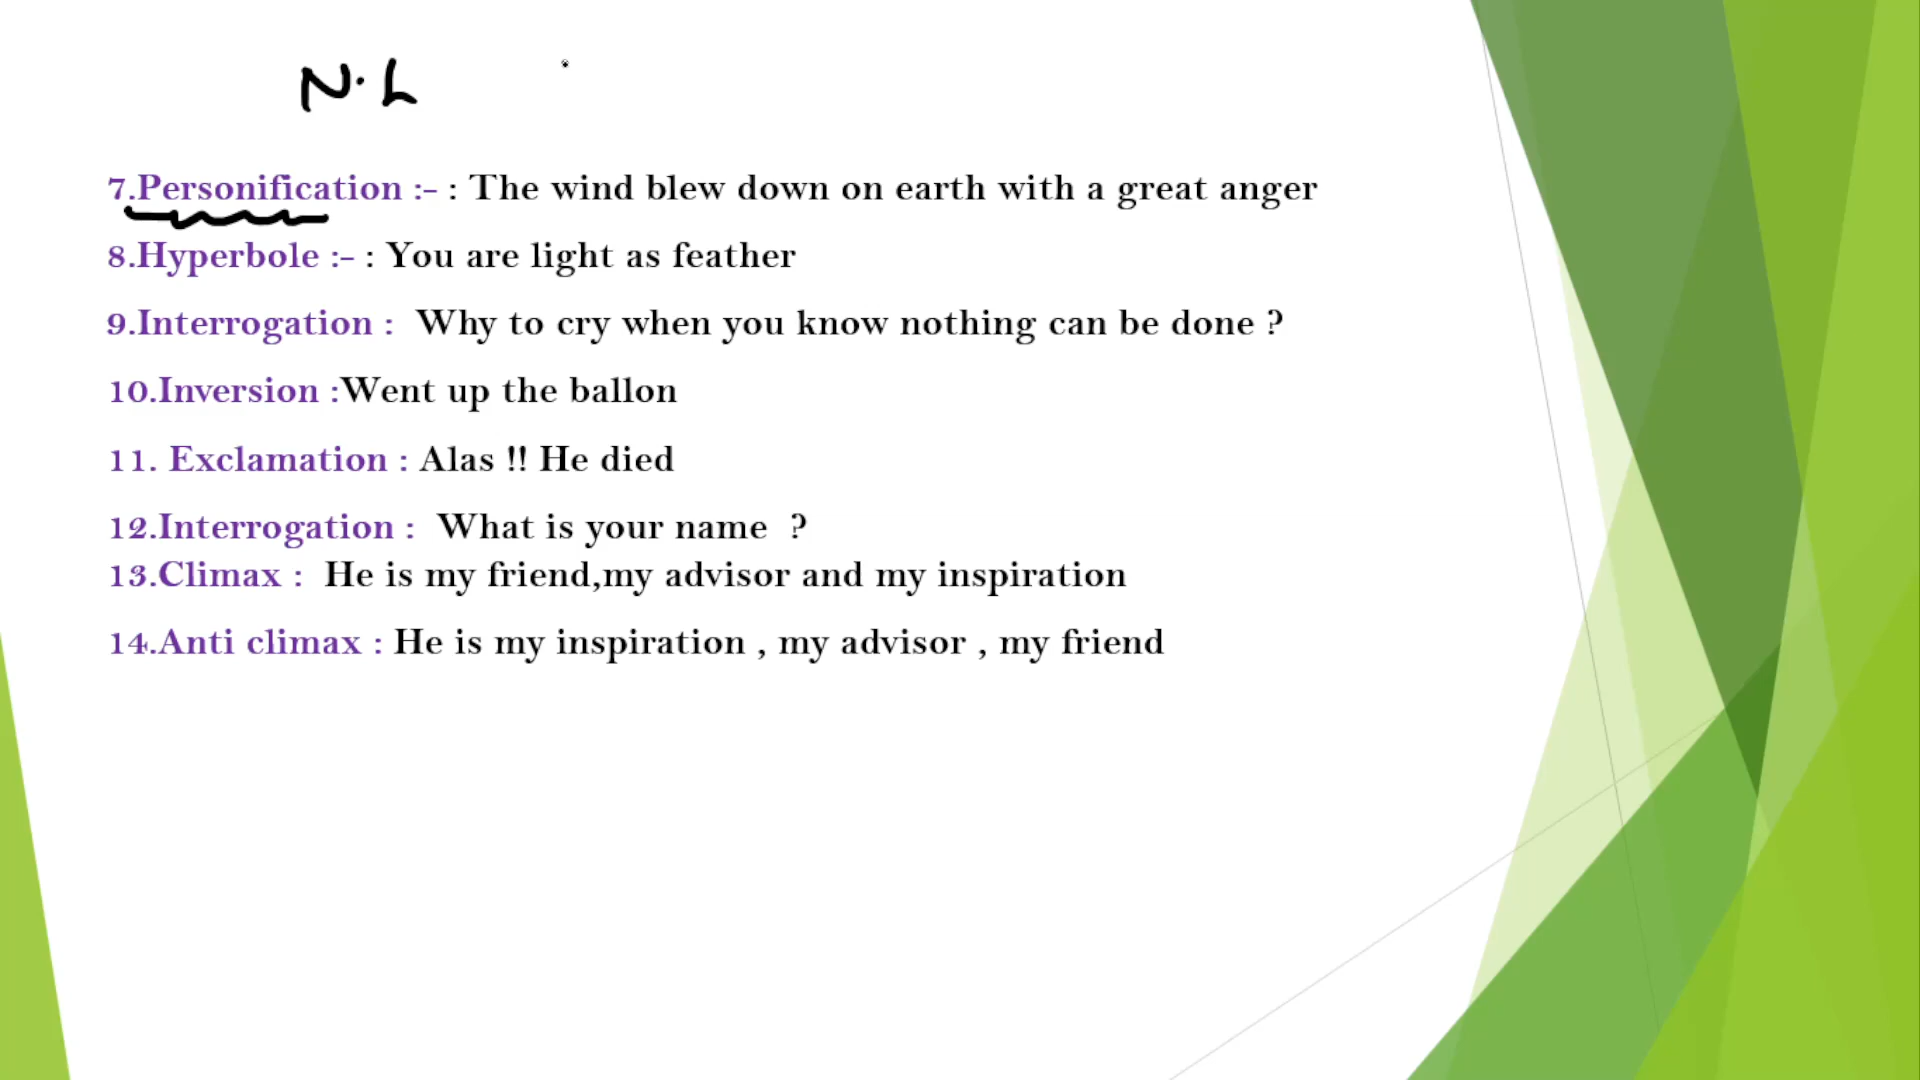 N.L
7.Personification :- : The wind blew down on earth with a great anger
8.Hyperbole :- : You are light as feather
9.Interrogation : Why to cry when you know nothing can be done ?
10.Inversion :Went up the ballon
11. Exclamation : Alas !! He died
12.Interrogation : What is your name ?
13.Climax : He is my friend,my advisor and my inspiration
14.Anti climax : He is my inspiration , my advisor , my friend